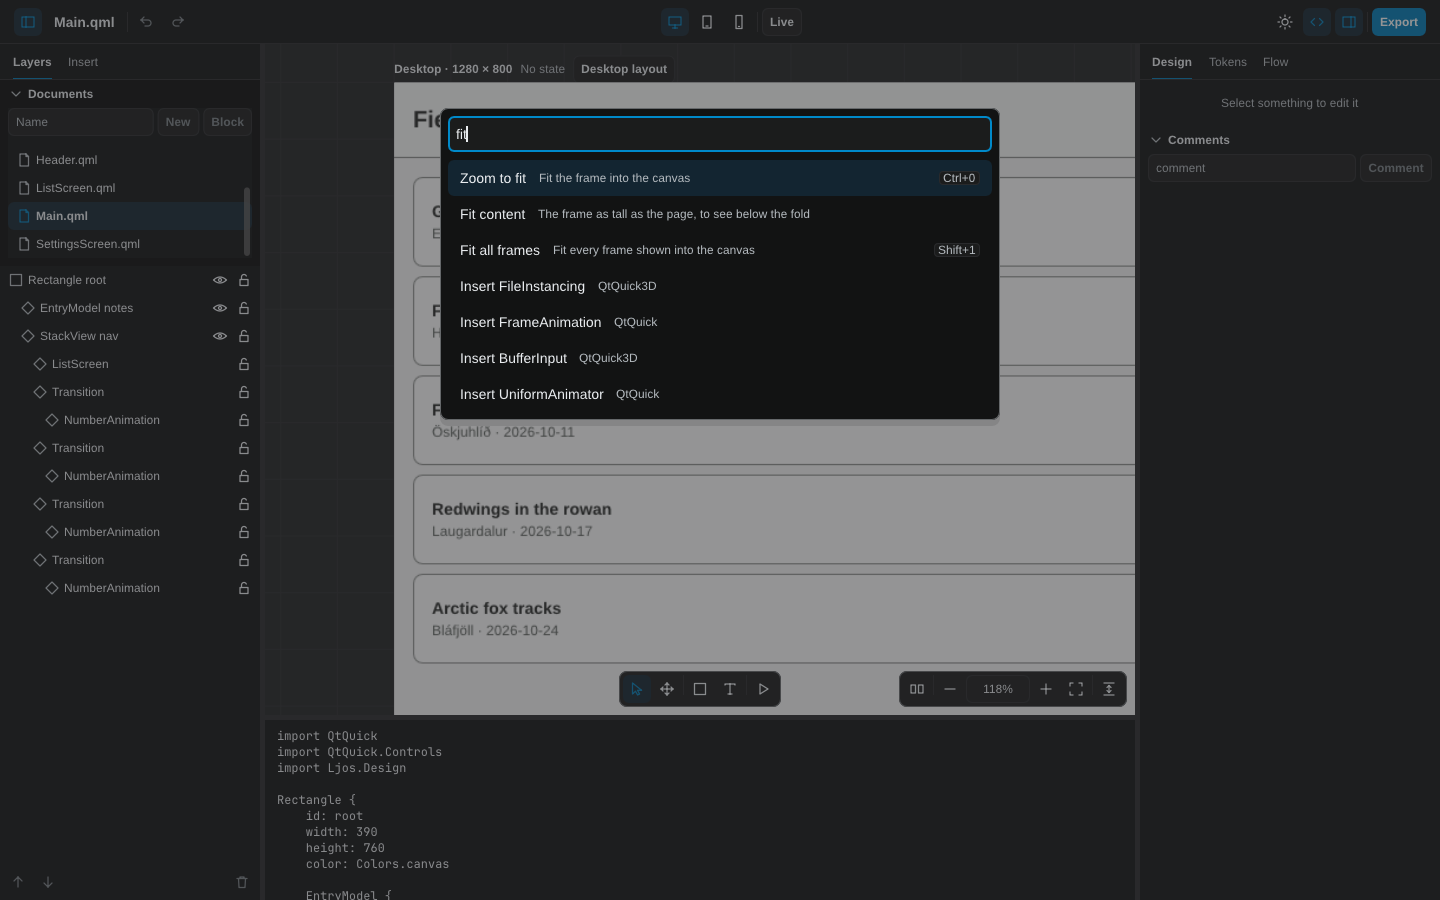 Main.qml
Live
Export
Layers
Insert
Documents
Name
New
Block
Header.qml
ListScreen.qml
Main.qml
SettingsScreen.qml
Rectangle root
EntryModel notes
StackView nav
ListScreen
Transition
NumberAnimation
Transition
NumberAnimation
Transition
NumberAnimation
Transition
NumberAnimation
Desktop · 1280 × 800 No state Desktop layout
fit
Zoom to fit Fit the frame into the canvas Ctrl+0
Fit content The frame as tall as the page, to see below the fold
Fit all frames Fit every frame shown into the canvas Shift+1
Insert FileInstancing QtQuick3D
Insert FrameAnimation QtQuick
Insert BufferInput QtQuick3D
Insert UniformAnimator QtQuick
Öskjuhlíð · 2026-10-11
Redwings in the rowan
Laugardalur · 2026-10-17
Arctic fox tracks
Bláfjöll · 2026-10-24
118%
import QtQuick
import QtQuick.Controls
import Ljos.Design
Rectangle {
id: root
width: 390
height: 760
color: Colors.canvas
EntryModel {
Design
Tokens
Flow
Select something to edit it
Comments
comment
Comment